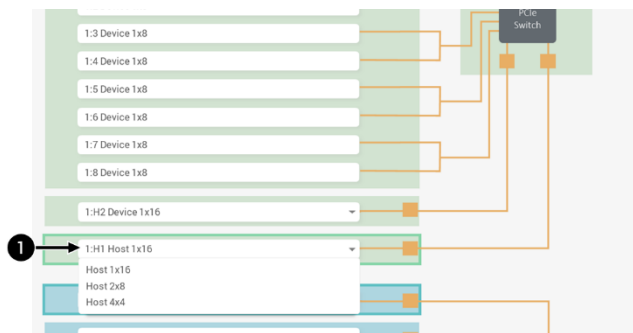 PCIe
Switch
1:3 Device 1x8
1:4 Device 1x8
1:5 Device 1x8
1:6 Device 1x8
1:7 Device 1x8
1:8 Device 1x8
1:H2 Device 1x16
1
1:H1 Host 1x16
Host 1x16
Host 2x8
Host 4x4